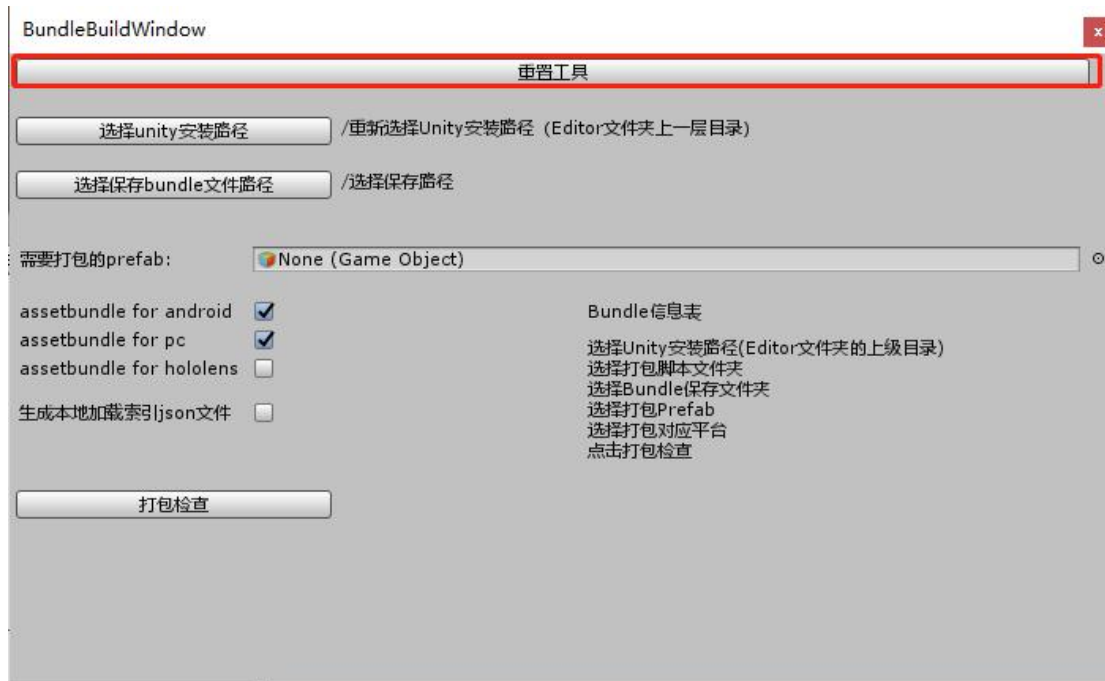 BundleBuildWindow
x
重置工具
选择unity安装路径
/重新选择Unity安装路径 (Editor文件夹上一层目录)
选择保存bundle文件路径
/选择保存路径
需要打包的prefab:
None (Game Object)
assetbundle for android
assetbundle for pc
assetbundle for hololens
生成本地加载索引json文件
Bundle信息表
选择Unity安装路径(Editor文件夹的上级目录)
选择打包脚本文件夹
选择Bundle保存文件夹
选择打包Prefab
选择打包对应平台
点击打包检查
打包检查